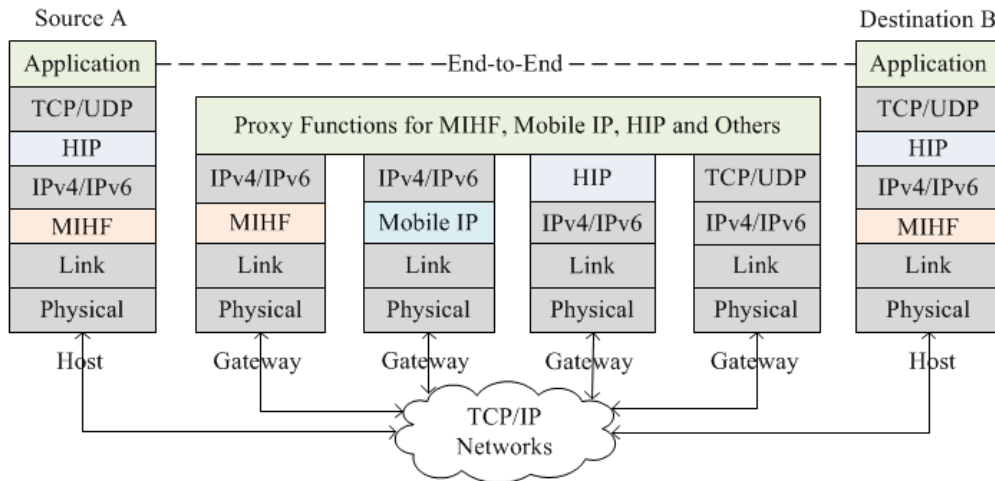 Source A
Destination B
Application
End-to-End
Application
TCP/UDP
TCP/UDP
Proxy Functions for MIHF, Mobile IP, HIP and Others
HIP
HIP
IPv4/IPv6
IPv4/IPv6
IPv4/IPv6
HIP
TCP/UDP
IPv4/IPv6
MIHF
MIHF
Mobile IP
IPv4/IPv6
IPv4/IPv6
MIHF
Link
Link
Link
Link
Link
Link
Physical
Physical
Physical
Physical
Physical
Physical
Host
Gateway
Gateway
Gateway
Gateway
Host
TCP/IP
Networks